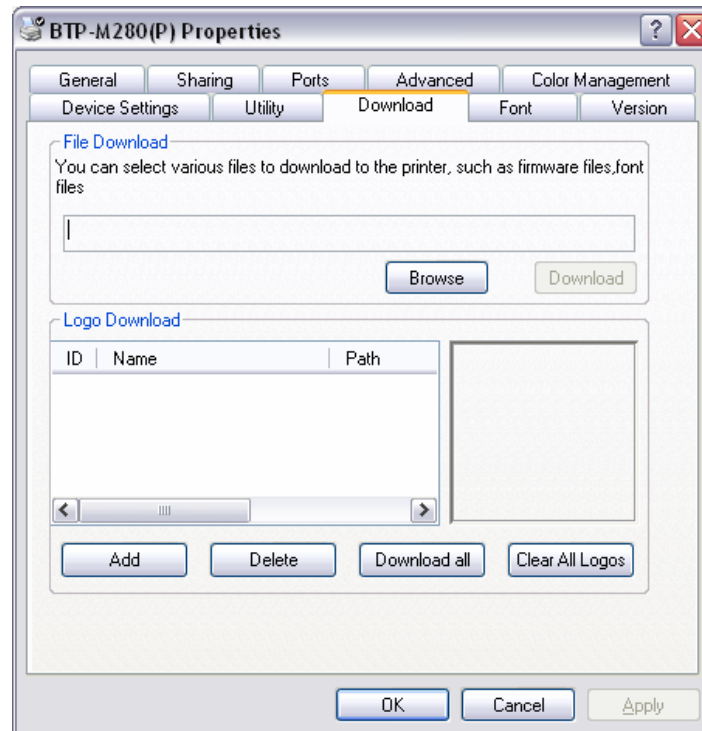 BTP-M280(P) Properties
General Sharing Ports Advanced Color Management
Device Settings Utility Download Font Version
File Download
You can select various files to download to the printer, such as firmware files,font
files
Browse Download
Logo Download
ID Name Path
Add Delete Download all Clear All Logos
OK Cancel Apply